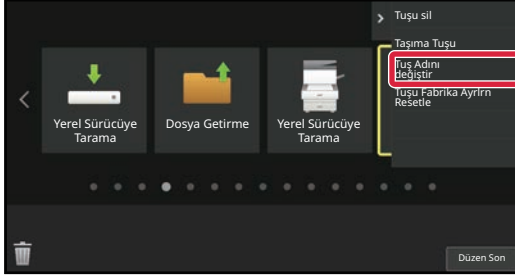 Tuşu sil
Taşıma Tuşu
Tuş Adını
değiştir
Tuşu Fabrika Ayrlrn
Resetle
Yerel Sürücüye
Tarama
Dosya Getirme
Yerel Sürücüye
Tarama
Düzen Son